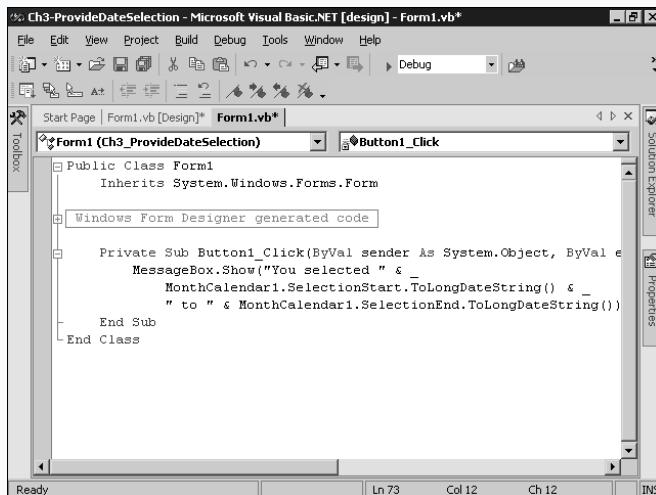 Ch3-ProvideDateSelection - Microsoft Visual Basic.NET [design] - Form1.vb*
File Edit View Project Build Debug Tools Window Help
Debug
Start Page Form1.vb [Design]* Form1.vb*
Toolbox
Form1 (Ch3_ProvideDateSelection) Button1_Click
Public Class Form1
Inherits System.Windows.Forms.Form
Windows Form Designer generated code
Private Sub Button1_Click(ByVal sender As System.Object, ByVal e
MessageBox.Show("You selected " & _
MonthCalendar1.SelectionStart.ToLongDateString() & _
" to " & MonthCalendar1.SelectionEnd.ToLongDateString())
End Sub
End Class
Solution Explorer
Properties
Ready Ln 73 Col 12 Ch 12 INS